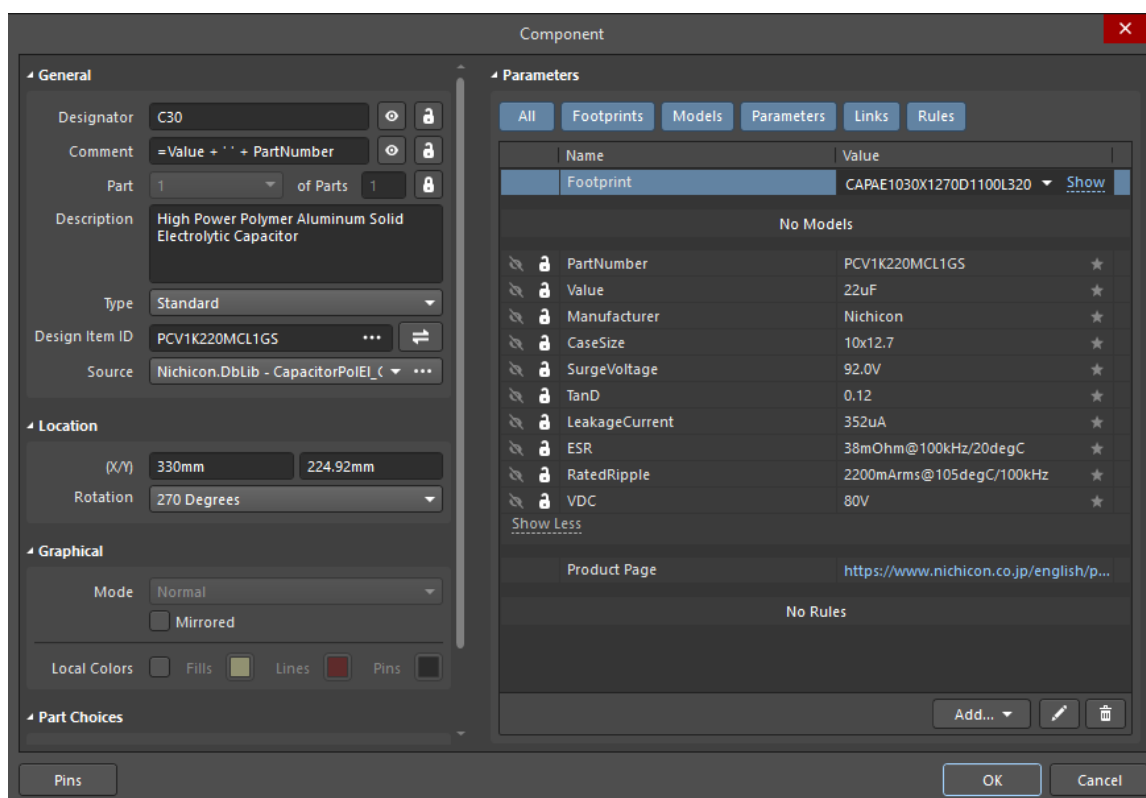 Component
General
Designator C30
Comment =Value + ' ' + PartNumber
Part 1 of Parts 1
Description High Power Polymer Aluminum Solid
Electrolytic Capacitor
Type Standard
Design Item ID PCV1K220MCL1GS ...
Source Nichicon.DbLib - CapacitorPolEl_( ...
Location
(X/Y) 330mm 224.92mm
Rotation 270 Degrees
Graphical
Mode Normal
Mirrored
Local Colors Fills Lines Pins
Part Choices
Pins
Parameters
All Footprints Models Parameters Links Rules
Name Value
Footprint CAPAE1030X1270D1100L320 Show
No Models
PartNumber PCV1K220MCL1GS
Value 22uF
Manufacturer Nichicon
CaseSize 10x12.7
SurgeVoltage 92.0V
TanD 0.12
LeakageCurrent 352uA
ESR 38mOhm@100kHz/20degC
RatedRipple 2200mArms@105degC/100kHz
VDC 80V
Show Less
Product Page https://www.nichicon.co.jp/english/p...
No Rules
Add...
OK Cancel